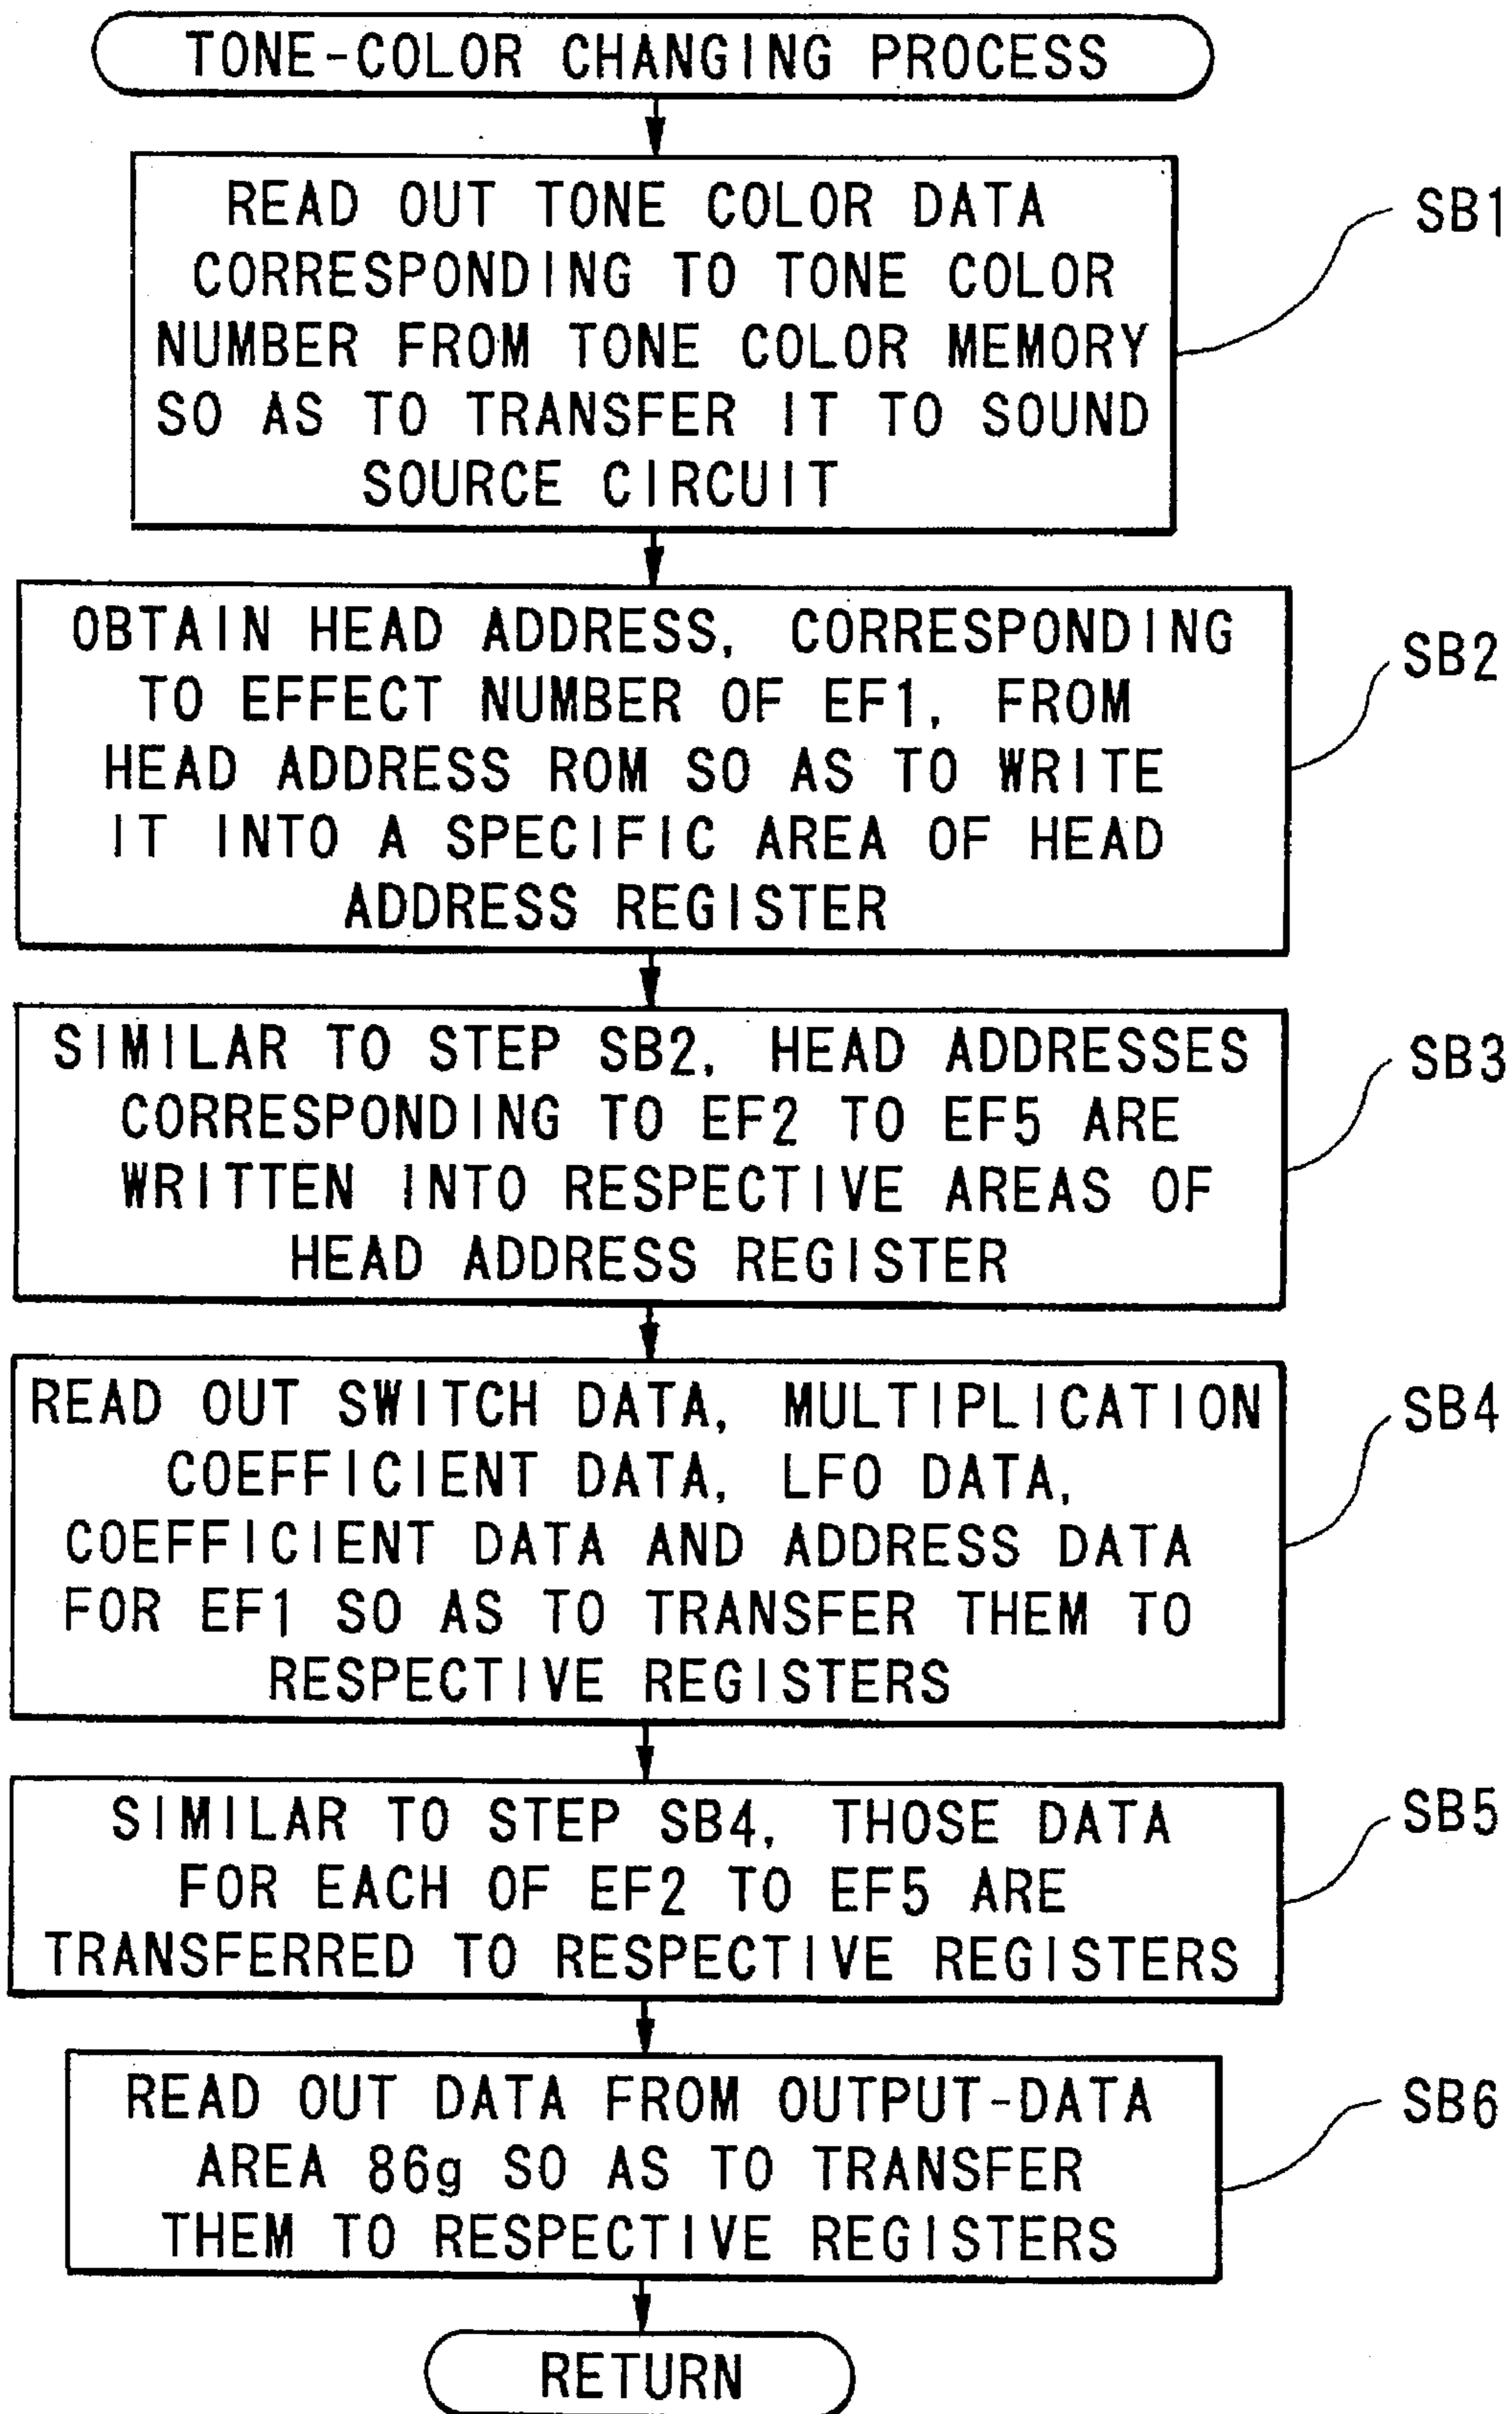 TONE-COLOR CHANGING PROCESS
READ OUT TONE COLOR DATA
CORRESPONDING TO TONE COLOR
NUMBER FROM TONE COLOR MEMORY
SO AS TO TRANSFER IT TO SOUND
SOURCE CIRCUIT
SB1
OBTAIN HEAD ADDRESS, CORRESPONDING
TO EFFECT NUMBER OF EF1, FROM
HEAD ADDRESS ROM SO AS TO WRITE
IT INTO A SPECIFIC AREA OF HEAD
ADDRESS REGISTER
SB2
SIMILAR TO STEP SB2, HEAD ADDRESSES
CORRESPONDING TO EF2 TO EF5 ARE
WRITTEN INTO RESPECTIVE AREAS OF
HEAD ADDRESS REGISTER
SB3
READ OUT SWITCH DATA, MULTIPLICATION
COEFFICIENT DATA, LFO DATA,
COEFFICIENT DATA AND ADDRESS DATA
FOR EF1 SO AS TO TRANSFER THEM TO
RESPECTIVE REGISTERS
SB4
SIMILAR TO STEP SB4, THOSE DATA
FOR EACH OF EF2 TO EF5 ARE
TRANSFERRED TO RESPECTIVE REGISTERS
SB5
READ OUT DATA FROM OUTPUT-DATA
AREA 86g SO AS TO TRANSFER
THEM TO RESPECTIVE REGISTERS
SB6
RETURN